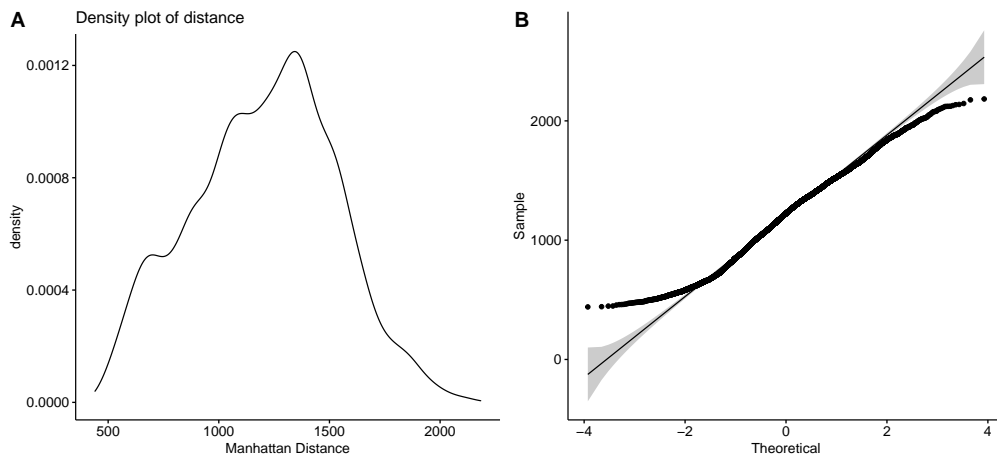 A
Density plot of distance
0.0012
0.0008
0.0004
0.0000
density
500
1000
1500
2000
Manhattan Distance
B
2000
1000
0
Sample
−4
−2
0
2
4
Theoretical